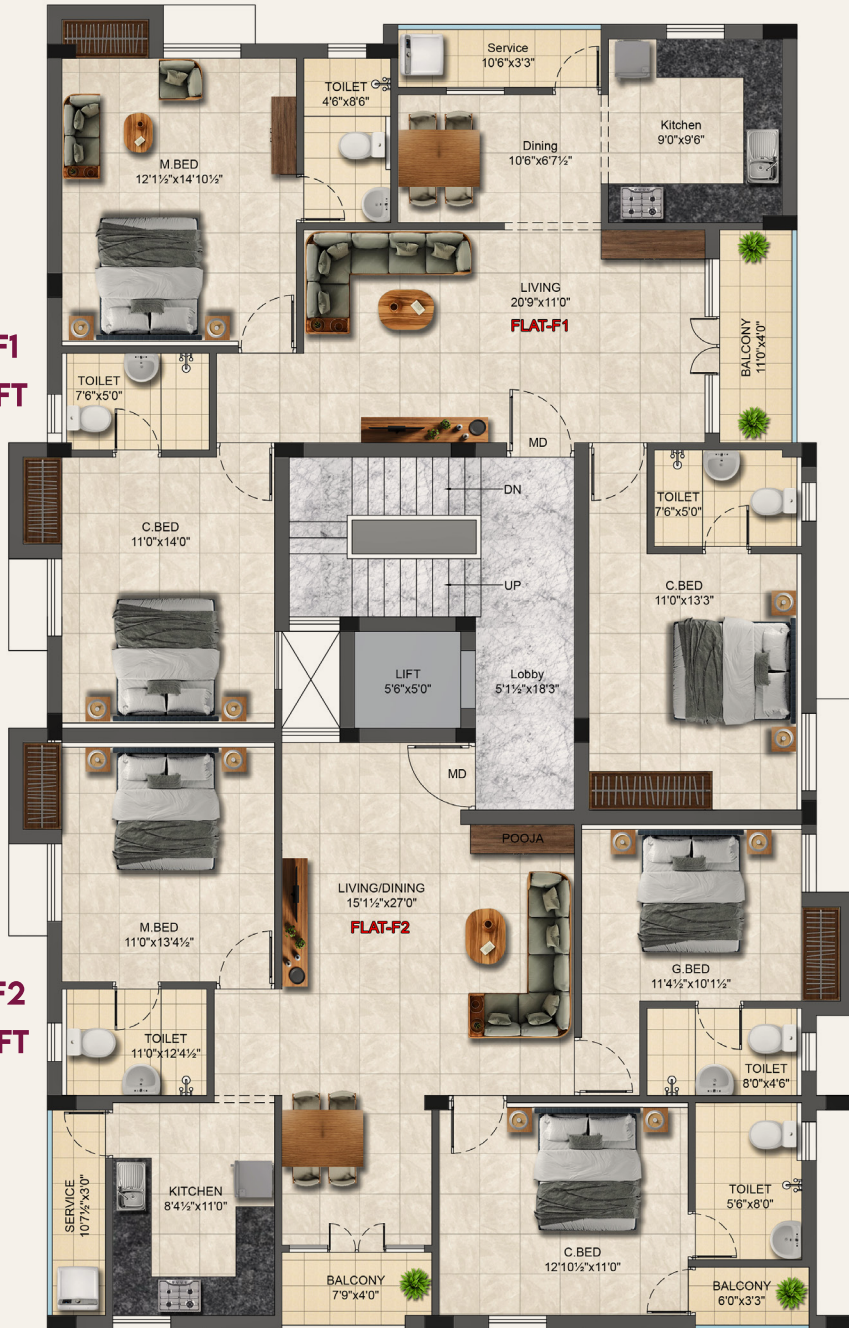 Service
10'6"x3'3"
TOILET
4'6"x8'6"
Kitchen
9'0"x9'6"
Dining
10'6"x6'7½"
M.BED
12'1½"x14'10½"
LIVING
20'9"x11'0"
FLAT-F1
BALCONY
11'0"x4'0"
F1
FT
TOILET
7'6"x5'0"
MD
DN
TOILET
7'6"x5'0"
C.BED
11'0"x14'0"
UP
C.BED
11'0"x13'3"
LIFT
5'6"x5'0"
Lobby
5'1½"x18'3"
MD
POOJA
LIVING/DINING
15'1½"x27'0"
FLAT-F2
M.BED
11'0"x13'4½"
G.BED
11'4½"x10'1½"
F2
FT
TOILET
11'0"x12'4½"
TOILET
8'0"x4'6"
KITCHEN
8'4½"x11'0"
SERVICE
10'7½"x3'0"
TOILET
5'6"x8'0"
C.BED
12'10½"x11'0"
BALCONY
7'9"x4'0"
BALCONY
6'0"x3'3"